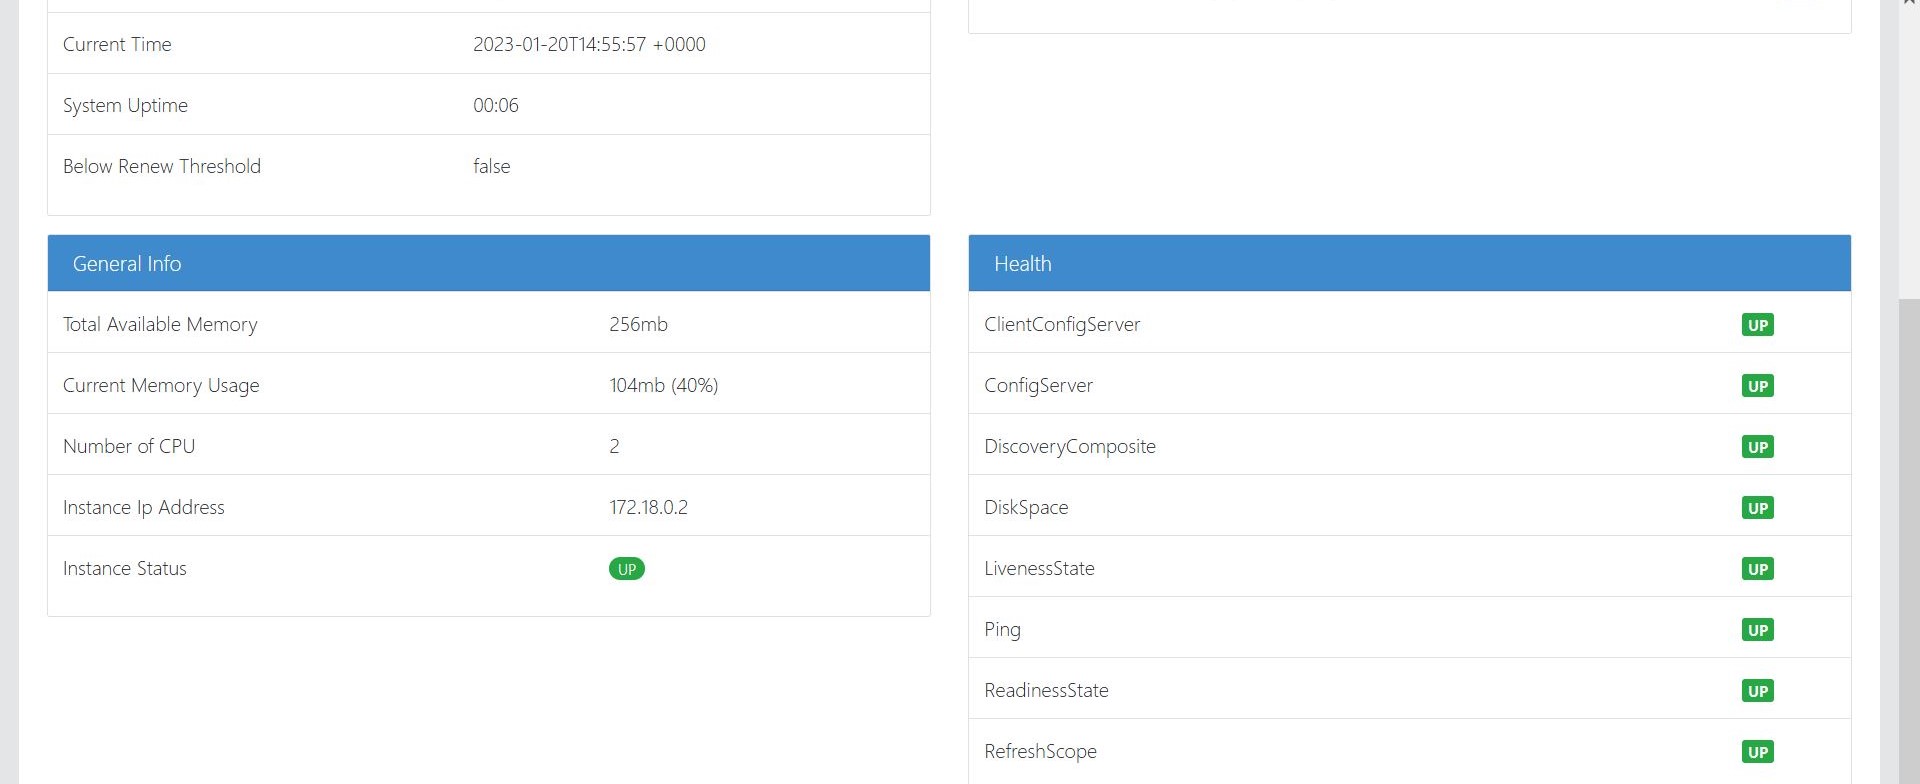 Current Time 2023-01-20T14:55:57 +0000
System Uptime 00:06
Below Renew Threshold false
General Info
Total Available Memory 256mb
Current Memory Usage 104mb (40%)
Number of CPU 2
Instance Ip Address 172.18.0.2
Instance Status UP
Health
ClientConfigServer UP
ConfigServer UP
DiscoveryComposite UP
DiskSpace UP
LivenessState UP
Ping UP
ReadinessState UP
RefreshScope UP